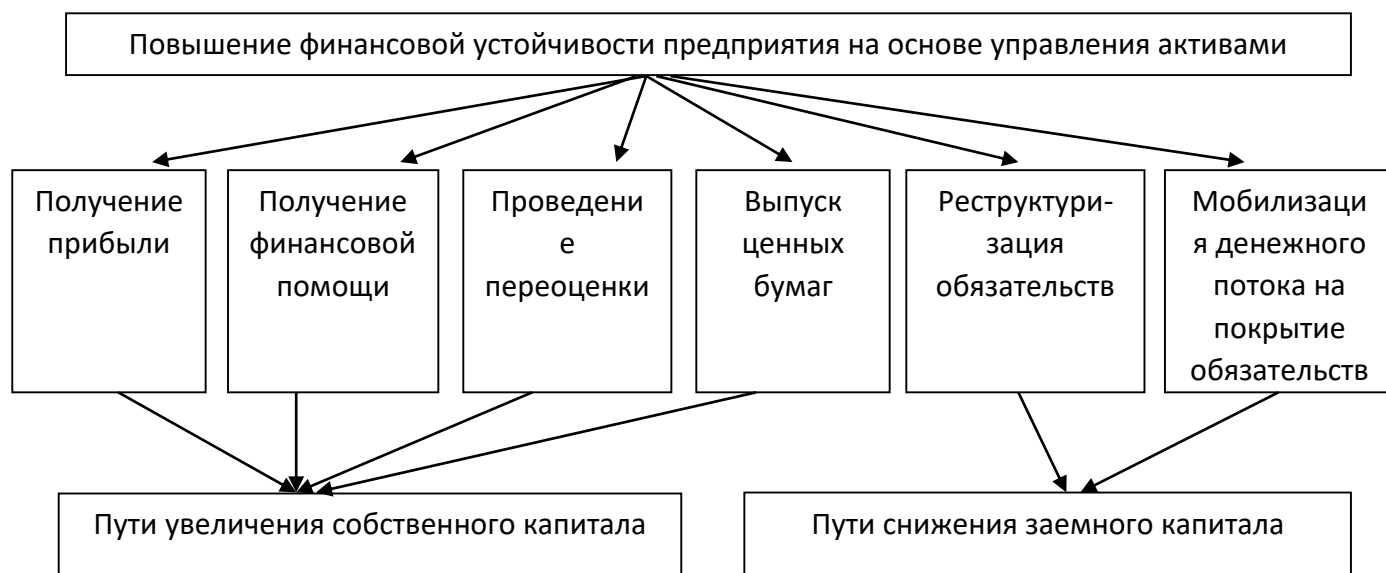 Повышение финансовой устойчивости предприятия на основе управления активами
Получение
прибыли
Получение
финансовой
помощи
Проведени
е
переоценки
Выпуск
ценных
бумаг
Реструктури-
зация
обязательств
Мобилизаци
я денежного
потока на
покрытие
обязательств
Пути увеличения собственного капитала
Пути снижения заемного капитала